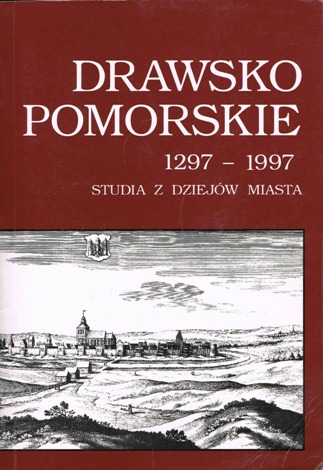 DRAWSKO
POMORSKIE
1297 – 1997
STUDIA Z DZIEJÓW MIASTA